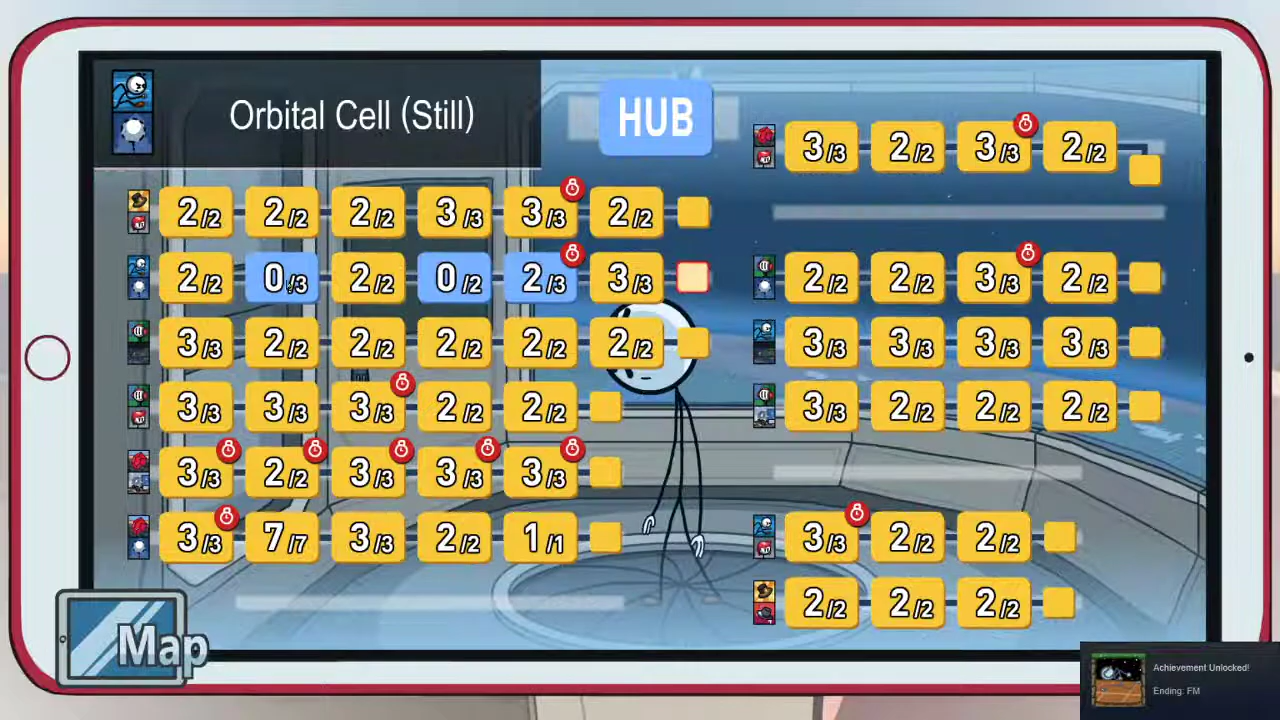 Orbital Cell (Still)
HUB
3/3 2/2 3/3 2/2
2/2 2/2 2/2 3/3 3/3 2/2
2/2 0/3 2/2 0/2 2/3 3/3
2/2 2/2 3/3 2/2
3/3 2/2 2/2 2/2 2/2 2/2
3/3 3/3 3/3 3/3
3/3 3/3 3/3 2/2 2/2
3/3 2/2 2/2 2/2
3/3 2/2 3/3 3/3 3/3
3/3 7/7 3/3 2/2 1/1
3/3 2/2 2/2
2/2 2/2 2/2
Map
Achievement Unlocked!
Ending: FM